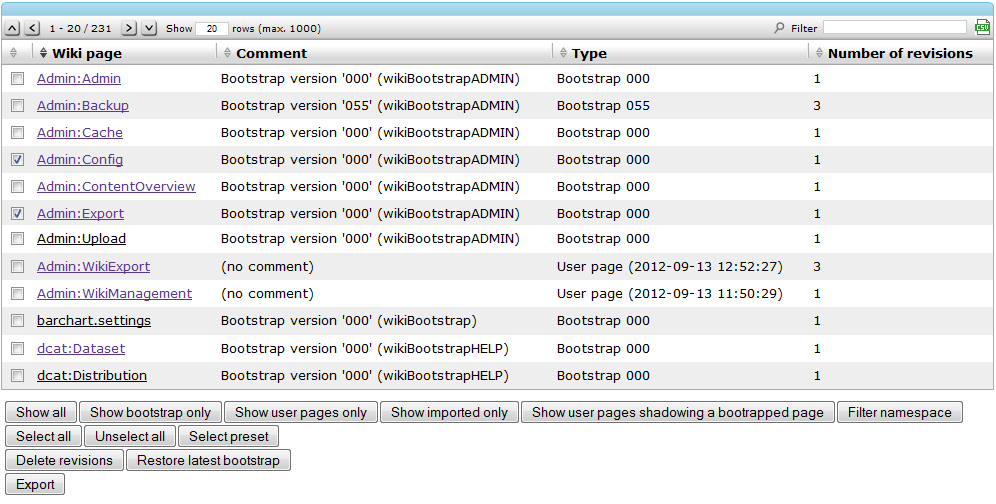 1 - 20 / 231 Show 20 rows (max. 1000) Filter CSV
Wiki page Comment Type Number of revisions
Admin:Admin Bootstrap version '000' (wikiBootstrapADMIN) Bootstrap 000 1
Admin:Backup Bootstrap version '055' (wikiBootstrapADMIN) Bootstrap 055 3
Admin:Cache Bootstrap version '000' (wikiBootstrapADMIN) Bootstrap 000 1
Admin:Config Bootstrap version '000' (wikiBootstrapADMIN) Bootstrap 000 1
Admin:ContentOverview Bootstrap version '000' (wikiBootstrapADMIN) Bootstrap 000 1
Admin:Export Bootstrap version '000' (wikiBootstrapADMIN) Bootstrap 000 1
Admin:Upload Bootstrap version '000' (wikiBootstrapADMIN) Bootstrap 000 1
Admin:WikiExport (no comment) User page (2012-09-13 12:52:27) 3
Admin:WikiManagement (no comment) User page (2012-09-13 11:50:29) 1
barchart.settings Bootstrap version '000' (wikiBootstrap) Bootstrap 000 1
dcat:Dataset Bootstrap version '000' (wikiBootstrapHELP) Bootstrap 000 1
dcat:Distribution Bootstrap version '000' (wikiBootstrapHELP) Bootstrap 000 1
Show all Show bootstrap only Show user pages only Show imported only Show user pages shadowing a bootrapped page Filter namespace
Select all Unselect all Select preset
Delete revisions Restore latest bootstrap
Export